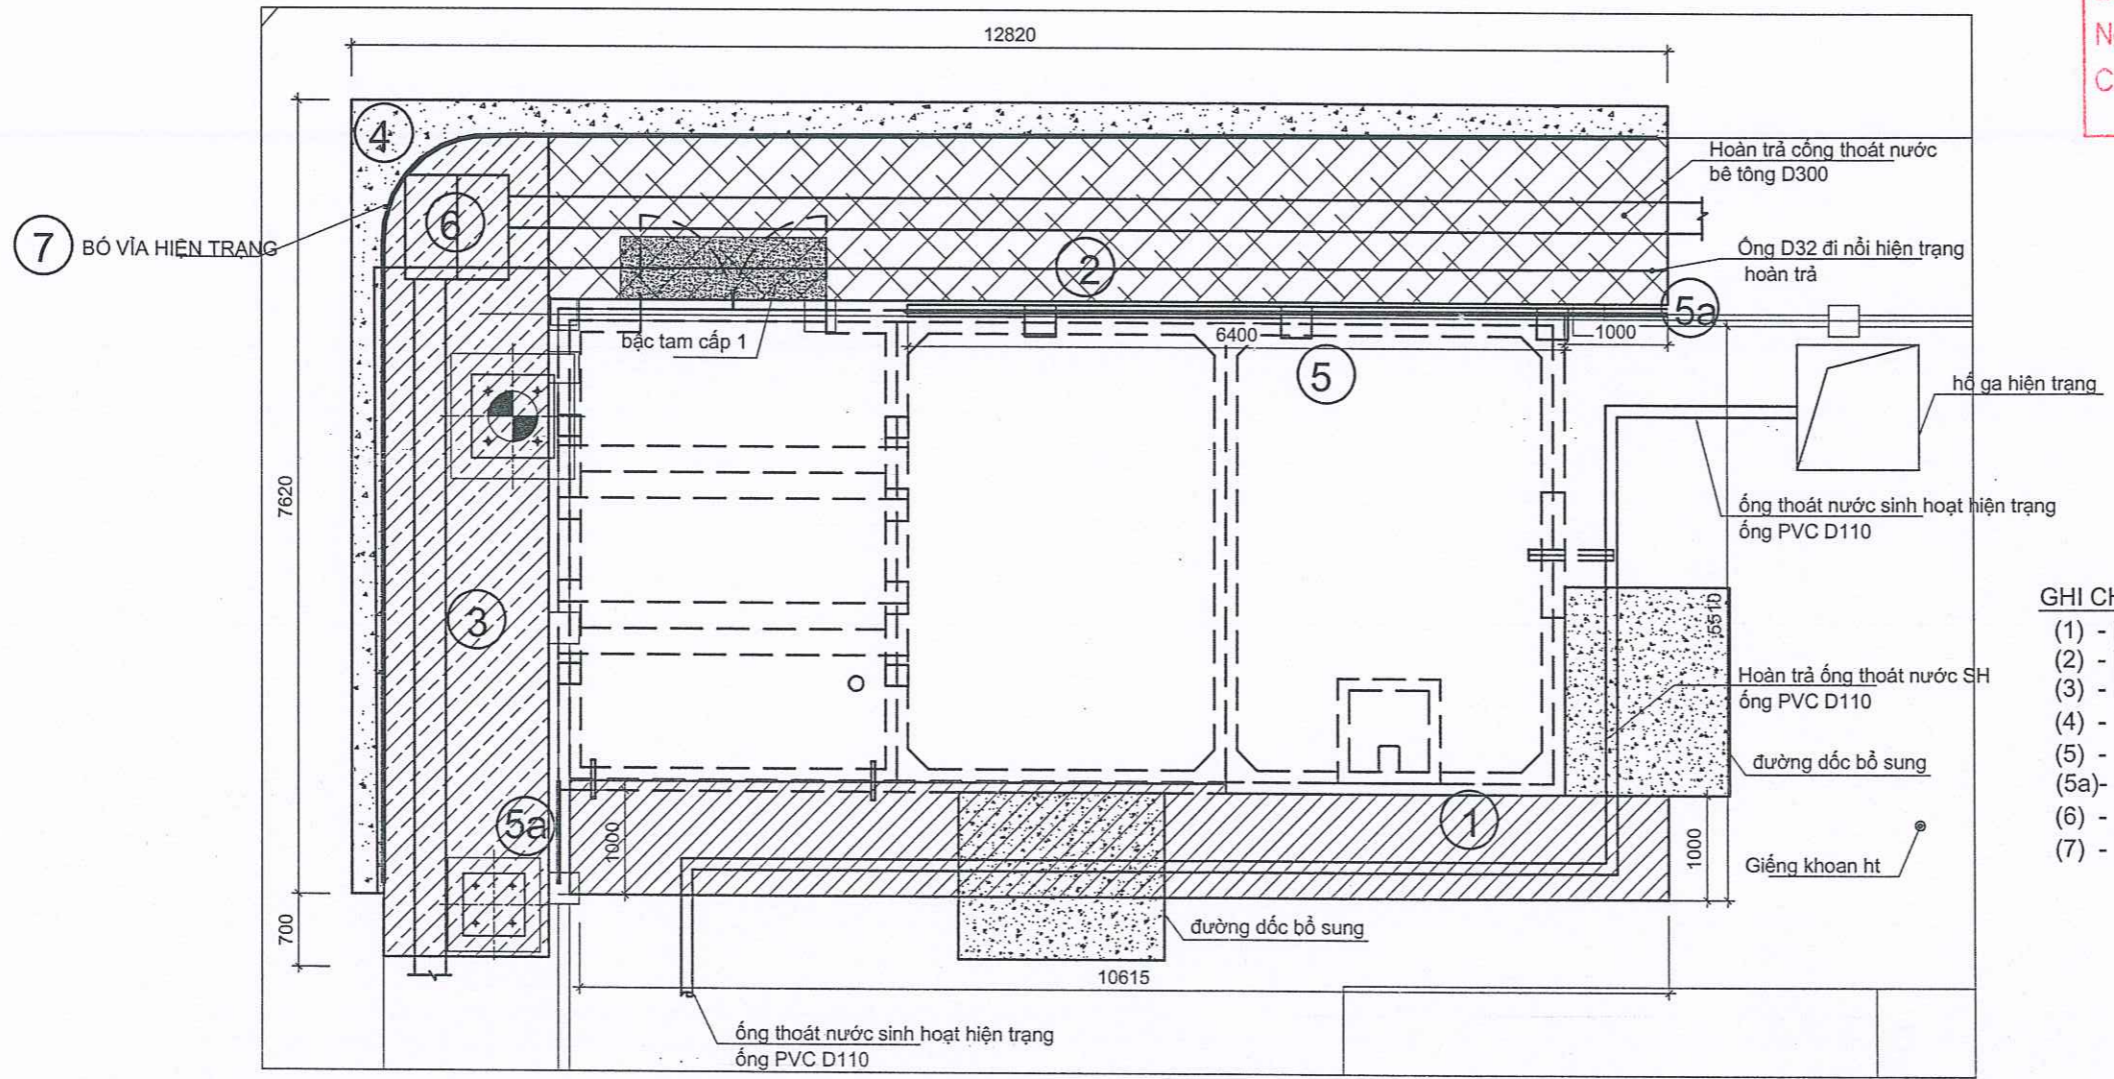 12820
N
C
4
Hoàn trả cống thoát nước
bê tông D300
6
7
BÓ VỈA HIỆN TRẠNG
2
Ống D32 đi nổi hiện trạng
hoàn trả
5a
1000
6400
bậc tam cấp 1
5
hố ga hiện trạng
7620
ống thoát nước sinh hoạt hiện trạng
ống PVC D110
3
5510
GHI CH
(1) -
(2) -
(3) -
(4) -
(5) -
(5a)-
(6) -
(7) -
Hoàn trả ống thoát nước SH
ống PVC D110
đường dốc bổ sung
5a
1000
1
1000
Giếng khoan ht
700
đường dốc bổ sung
10615
ống thoát nước sinh hoạt hiện trạng
ống PVC D110